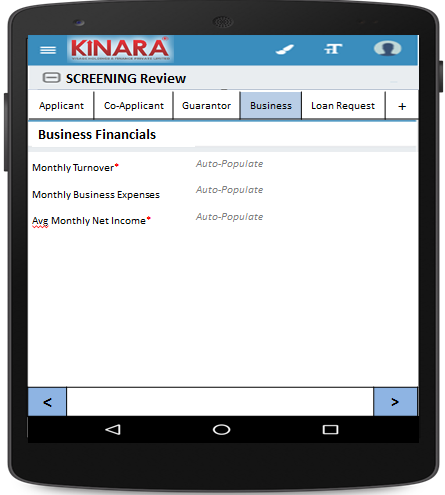 KINARA
SCREENING Review
Applicant Co-Applicant Guarantor Business Loan Request +
Business Financials
Monthly Turnover* Auto-Populate
Monthly Business Expenses Auto-Populate
Avg Monthly Net Income* Auto-Populate
< >